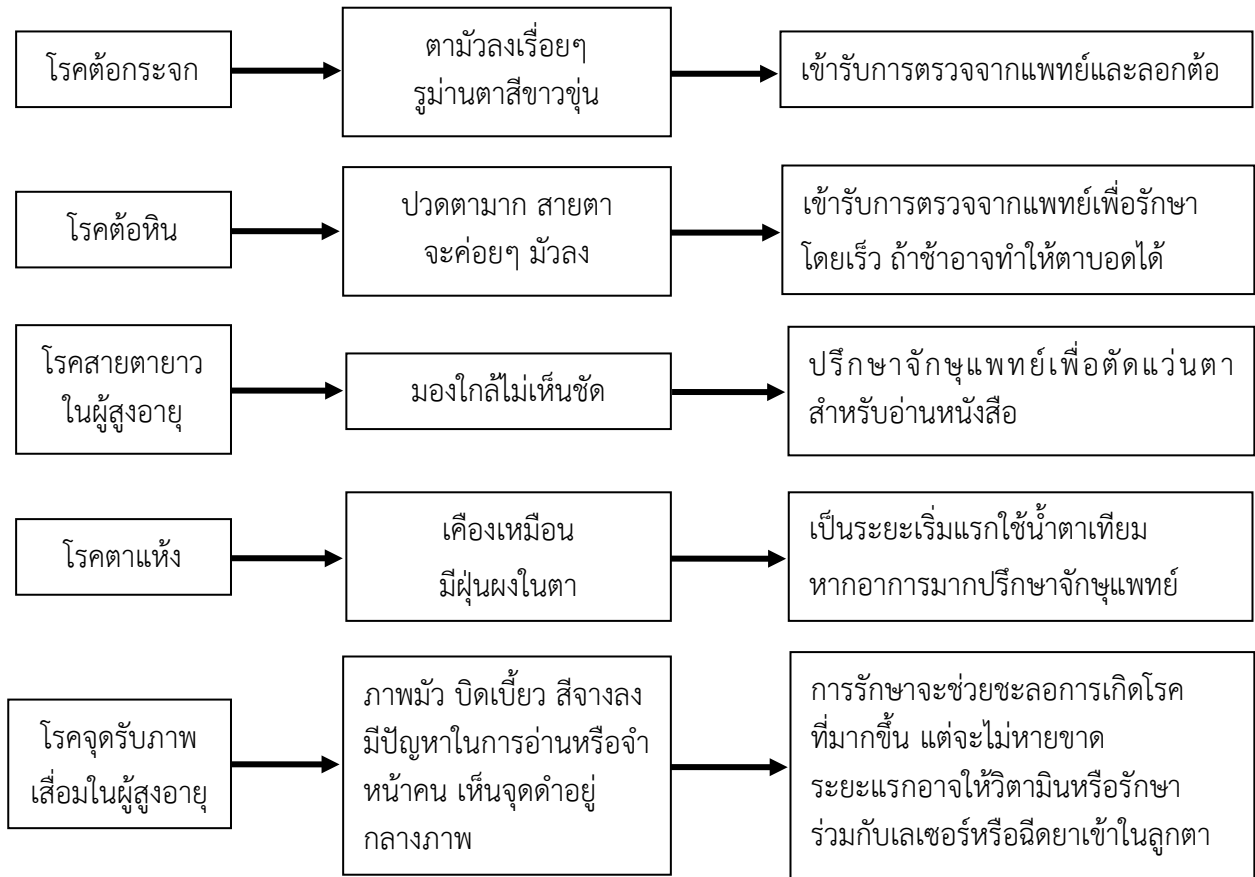 โรคต้อกระจก
ตามัวลงเรื่อยๆ
รูม่านตาสีขาวขุ่น
เข้ารับการตรวจจากแพทย์และลอกต้อ
โรคต้อหิน
ปวดตามาก สายตา
จะค่อยๆ มัวลง
เข้ารับการตรวจจากแพทย์เพื่อรักษา
โดยเร็ว ถ้าช้าอาจทำให้ตาบอดได้
โรคสายตายาว
ในผู้สูงอายุ
มองใกล้ไม่เห็นชัด
ปรึกษาจักษุแพทย์เพื่อตัดแว่นตา
สำหรับอ่านหนังสือ
โรคตาแห้ง
เคืองเหมือน
มีฝุ่นผงในตา
เป็นระยะเริ่มแรกใช้น้ำตาเทียม
หากอาการมากปรึกษาจักษุแพทย์
โรคจุดรับภาพ
เสื่อมในผู้สูงอายุ
ภาพมัว บิดเบี้ยว สีจางลง
มีปัญหาในการอ่านหรือจำ
หน้าคน เห็นจุดดำอยู่
กลางภาพ
การรักษาจะช่วยชะลอการเกิดโรค
ที่มากขึ้น แต่จะไม่หายขาด
ระยะแรกอาจให้วิตามินหรือรักษา
ร่วมกับเลเซอร์หรือฉีดยาเข้าในลูกตา